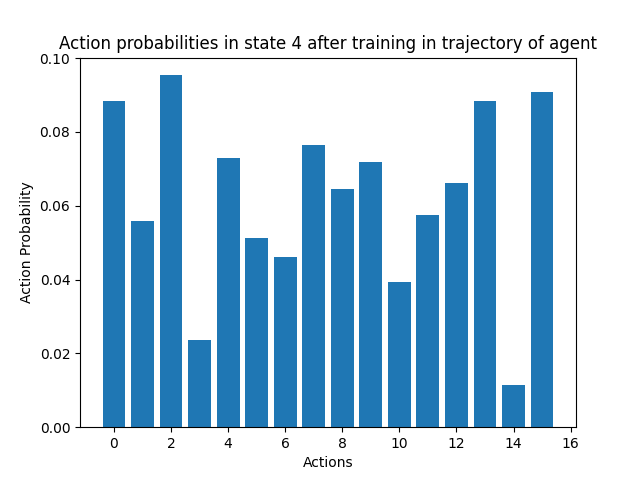 Action probabilities in state 4 after training in trajectory of agent
0.10
0.08
0.06
0.04
0.02
0.00
Action Probability
0 2 4 6 8 10 12 14 16
Actions